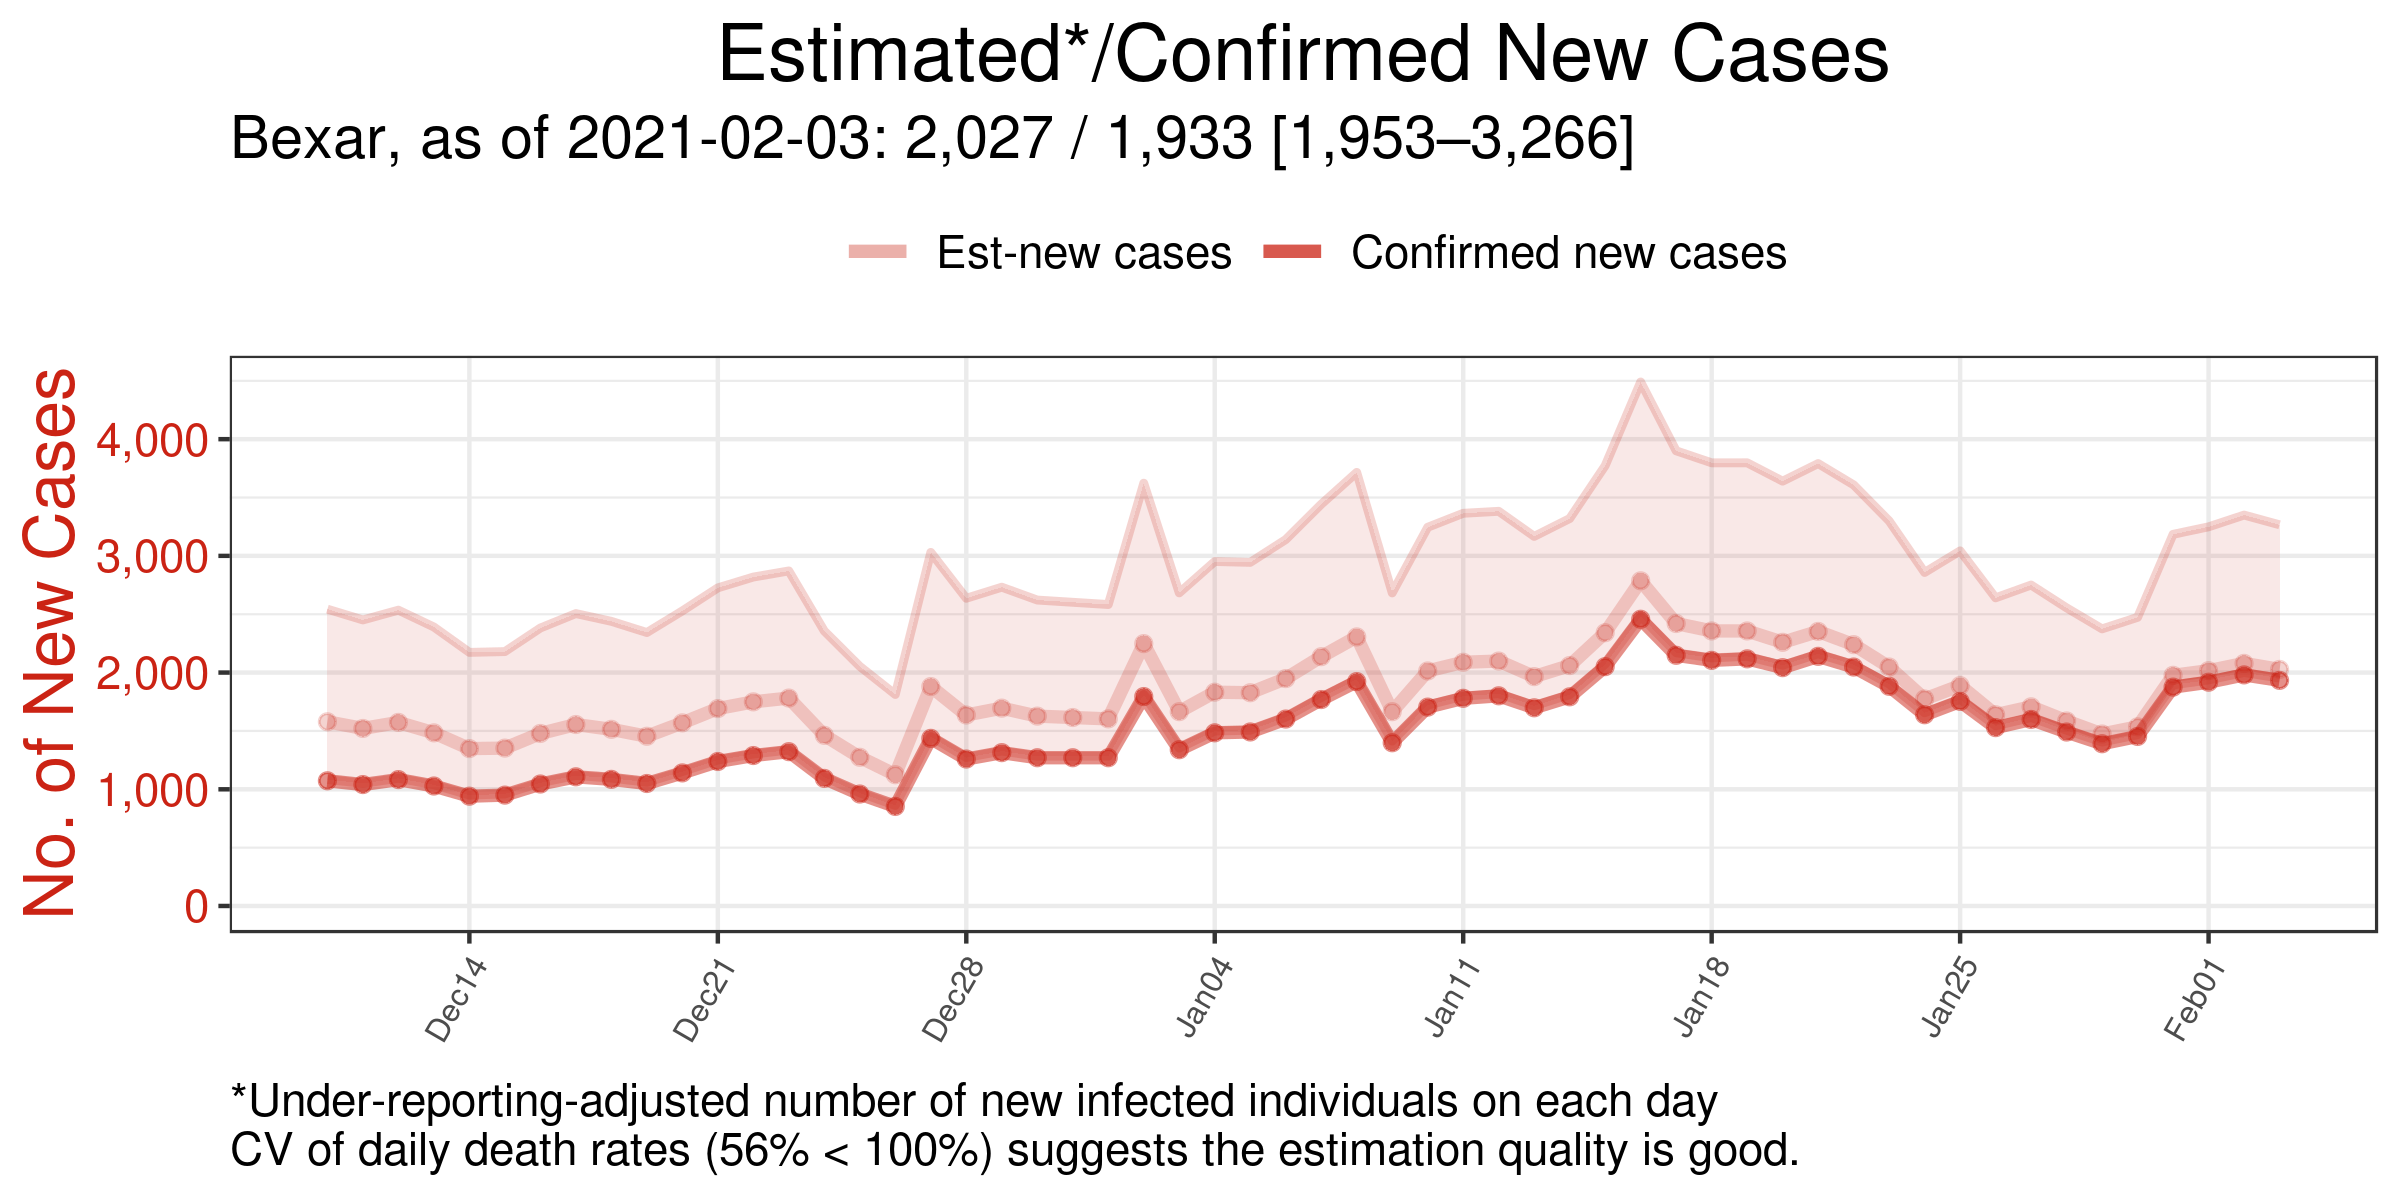 Estimated*/Confirmed New Cases
Bexar, as of 2021-02-03: 2,027 / 1,933 [1,953–3,266]
Est-new cases
Confirmed new cases
No. of New Cases
4,000
3,000
2,000
1,000
0
Dec14
Dec21
Dec28
Jan04
Jan11
Jan18
Jan25
Feb01
*Under-reporting-adjusted number of new infected individuals on each day
CV of daily death rates (56% < 100%) suggests the estimation quality is good.